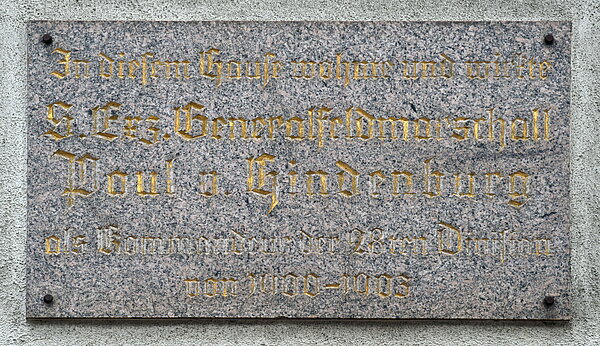 In diesem Hause wohnte und wirkte
S. Exz. Generalfeldmarschall
Paul v. Hindenburg
als Kommandeur der 28ten Division
von 1900–1903